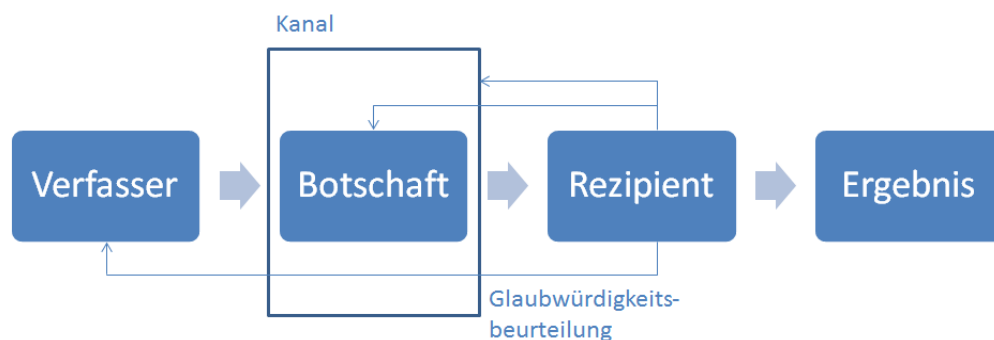 Kanal
Verfasser
Botschaft
Rezipient
Ergebnis
Glaubwürdigkeits-
beurteilung